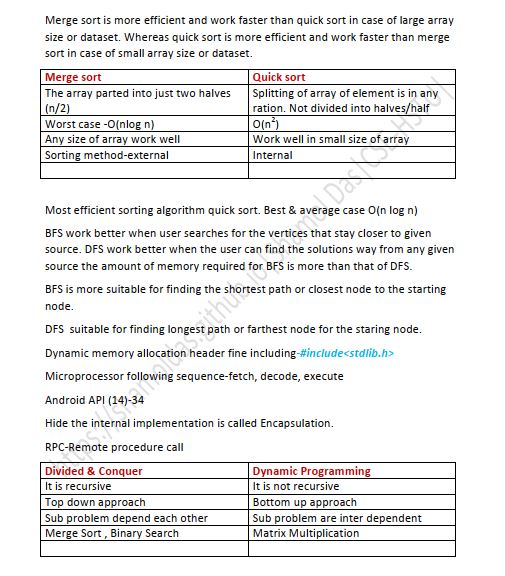 Merge sort is more efficient and work faster than quick sort in case of large array
size or dataset. Whereas quick sort is more efficient and work faster than merge
sort in case of small array size or dataset.
Merge sort Quick sort
The array parted into just two halves Splitting of array of element is in any
(n/2) ration. Not divided into halves/half
Worst case -O(nlog n) O(n²)
Any size of array work well Work well in small size of array
Sorting method-external Internal
Most efficient sorting algorithm quick sort. Best & average case O(n log n)
BFS work better when user searches for the vertices that stay closer to given
source. DFS work better when the user can find the solutions way from any given
source the amount of memory required for BFS is more than that of DFS.
BFS is more suitable for finding the shortest path or closest node to the starting
node.
DFS suitable for finding longest path or farthest node for the staring node.
Dynamic memory allocation header fine including-#include<stdlib.h>
Microprocessor following sequence-fetch, decode, execute
Android API (14)-34
Hide the internal implementation is called Encapsulation.
RPC-Remote procedure call
Divided & Conquer Dynamic Programming
It is recursive It is not recursive
Top down approach Bottom up approach
Sub problem depend each other Sub problem are inter dependent
Merge Sort , Binary Search Matrix Multiplication